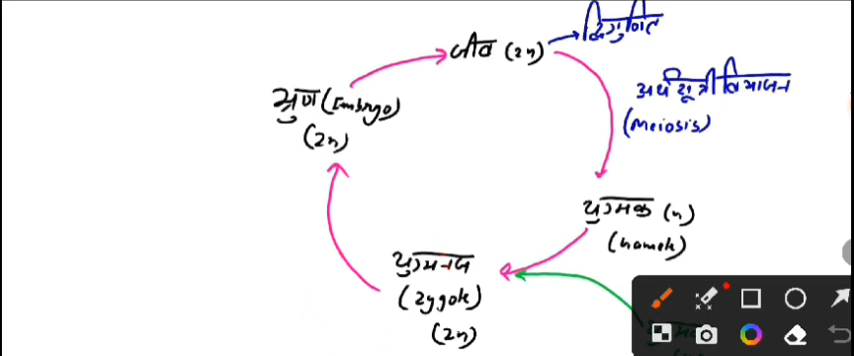 जीव (2n) → द्विगुणित
अर्धसूत्री विभाजन
(meiosis)
भ्रूण (Embryo)
(2n)
युग्मक (n)
(Gamete)
युग्मनज
(Zygote)
(2n)